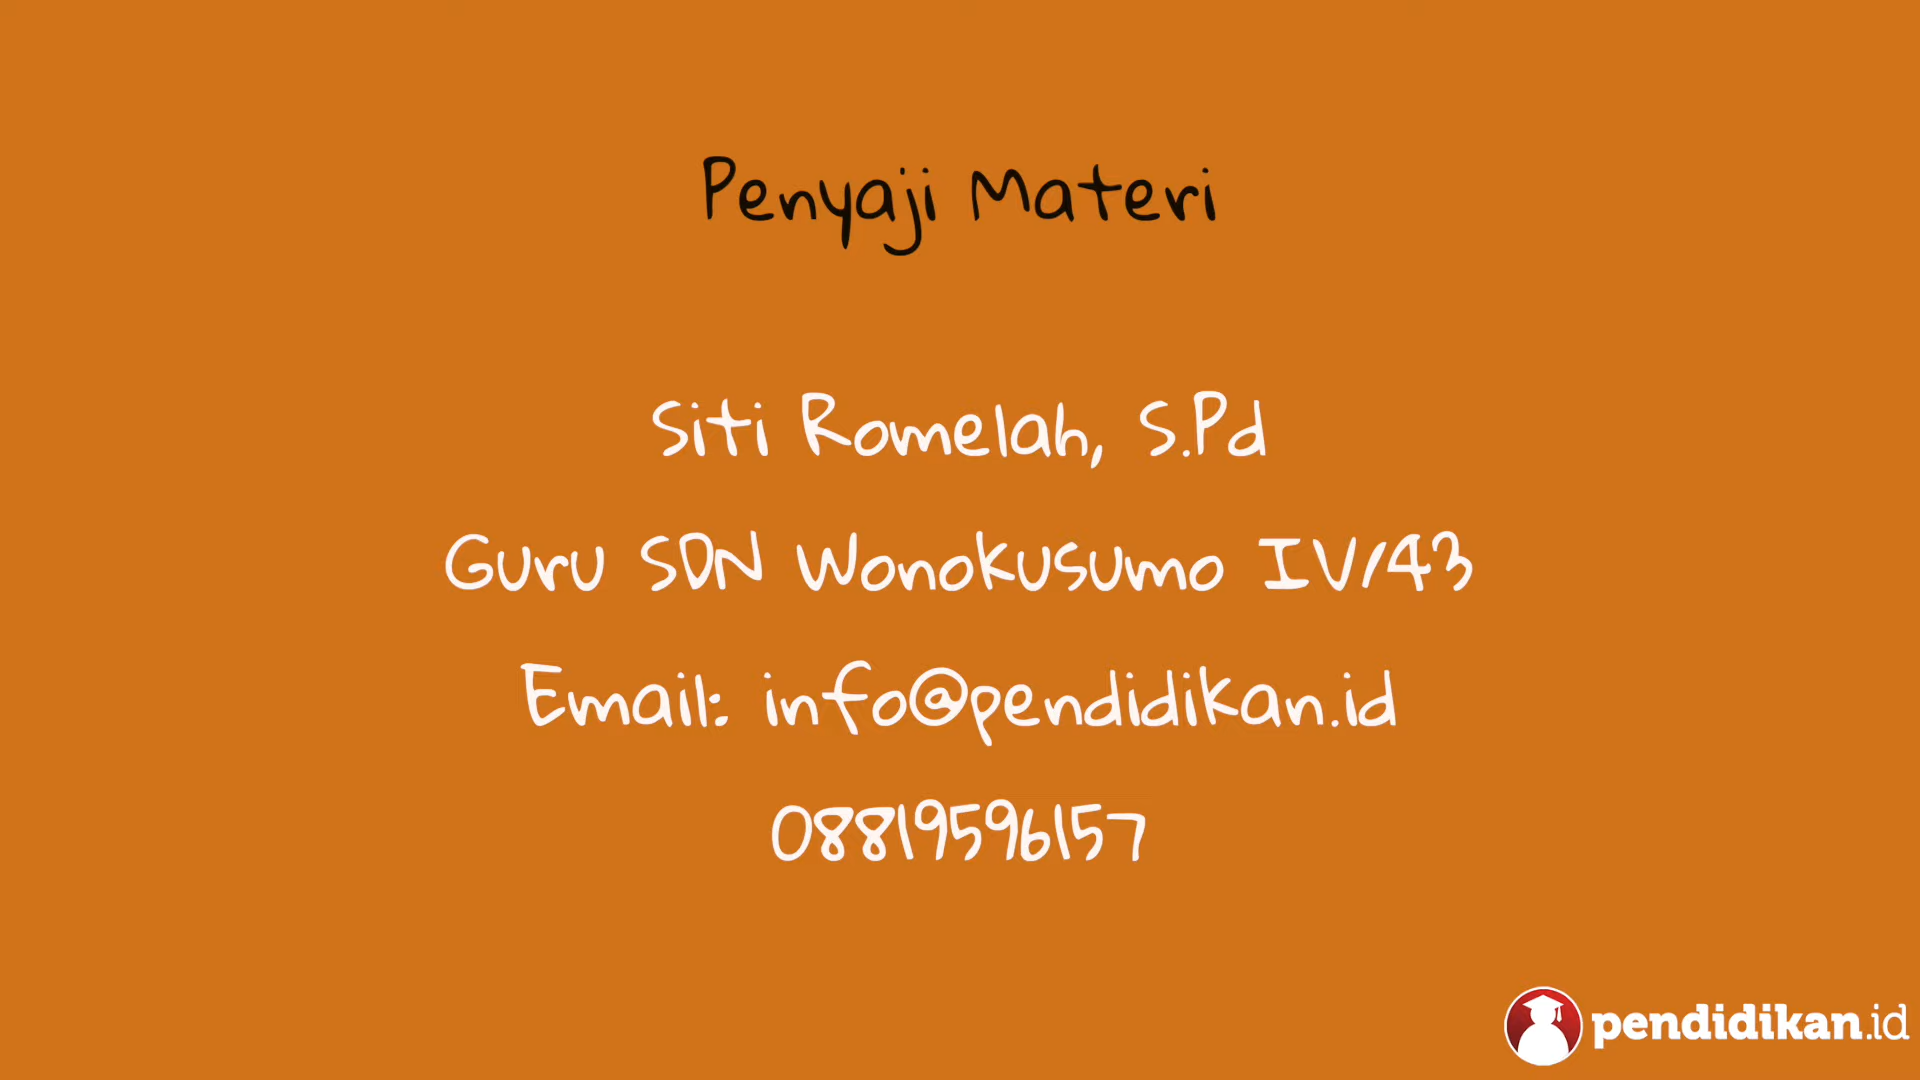 Penyaji Materi
Siti Romelah, S.Pd
Guru SDN Wonokusumo IV/43
Email: info@pendidikan.id
08819596157
pendidikan.id